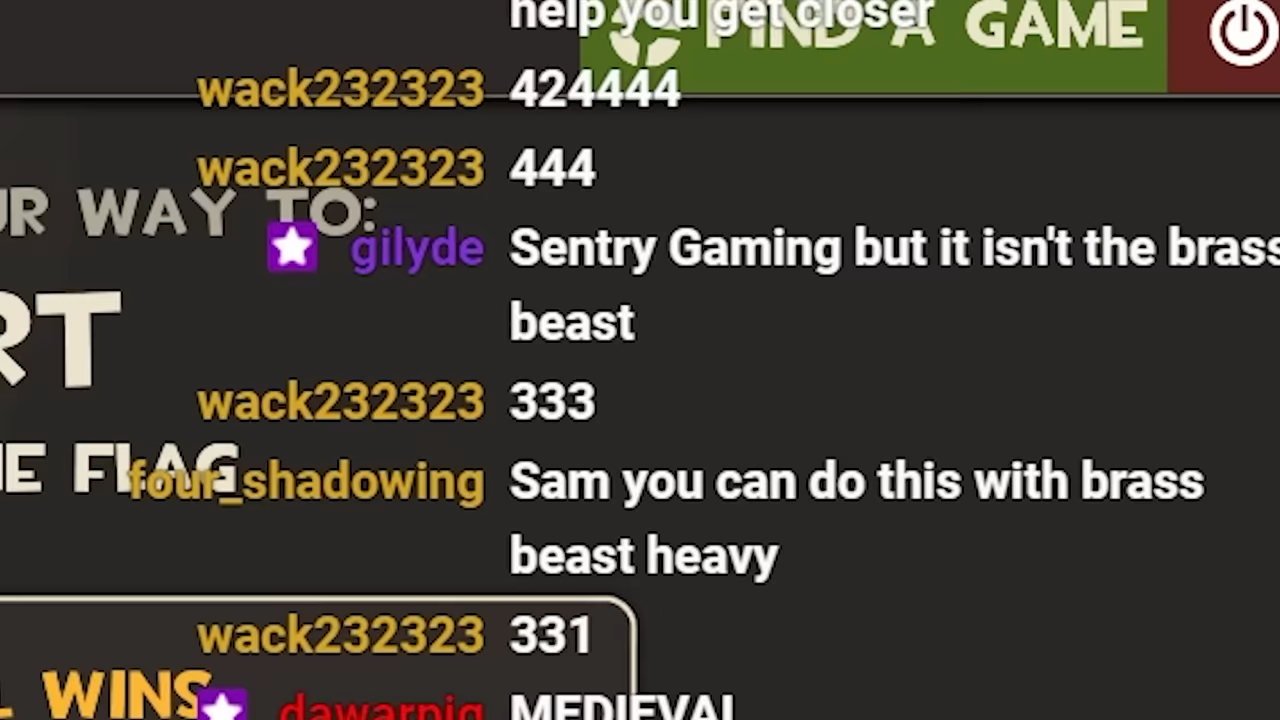 help you get closer
FIND A GAME
wack232323 424444
wack232323 444
UR WAY TO:
gilyde Sentry Gaming but it isn't the brass
beast
RT
wack232323 333
E FLAG
four_shadowing Sam you can do this with brass
beast heavy
wack232323 331
WINS
dawarpig MEDIEVAL